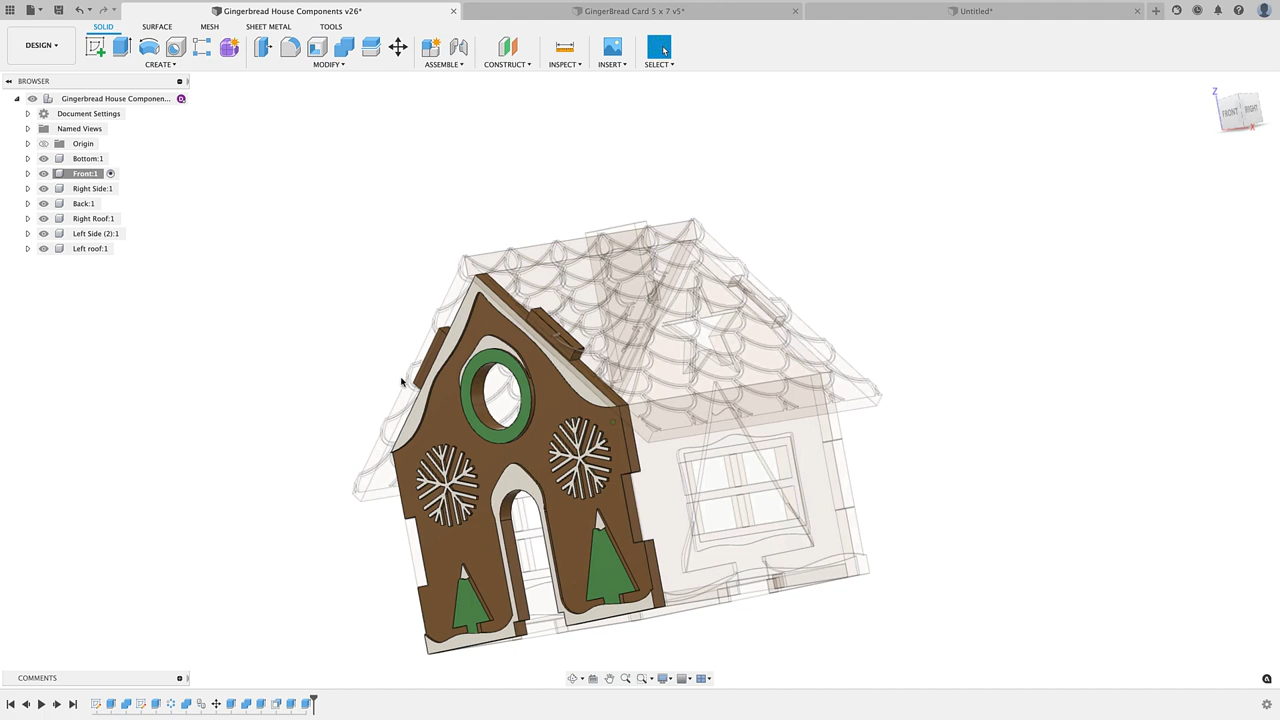 Gingerbread House Components v26*
GingerBread Card 5 x 7 v5*
Untitled*
DESIGN
SOLID
SURFACE
MESH
SHEET METAL
TOOLS
CREATE
MODIFY
ASSEMBLE
CONSTRUCT
INSPECT
INSERT
SELECT
BROWSER
Gingerbread House Componen...
Document Settings
Named Views
Origin
Bottom:1
Front:1
Right Side:1
Back:1
Right Roof:1
Left Side (2):1
Left roof:1
Z
FRONT
RIGHT
X
COMMENTS